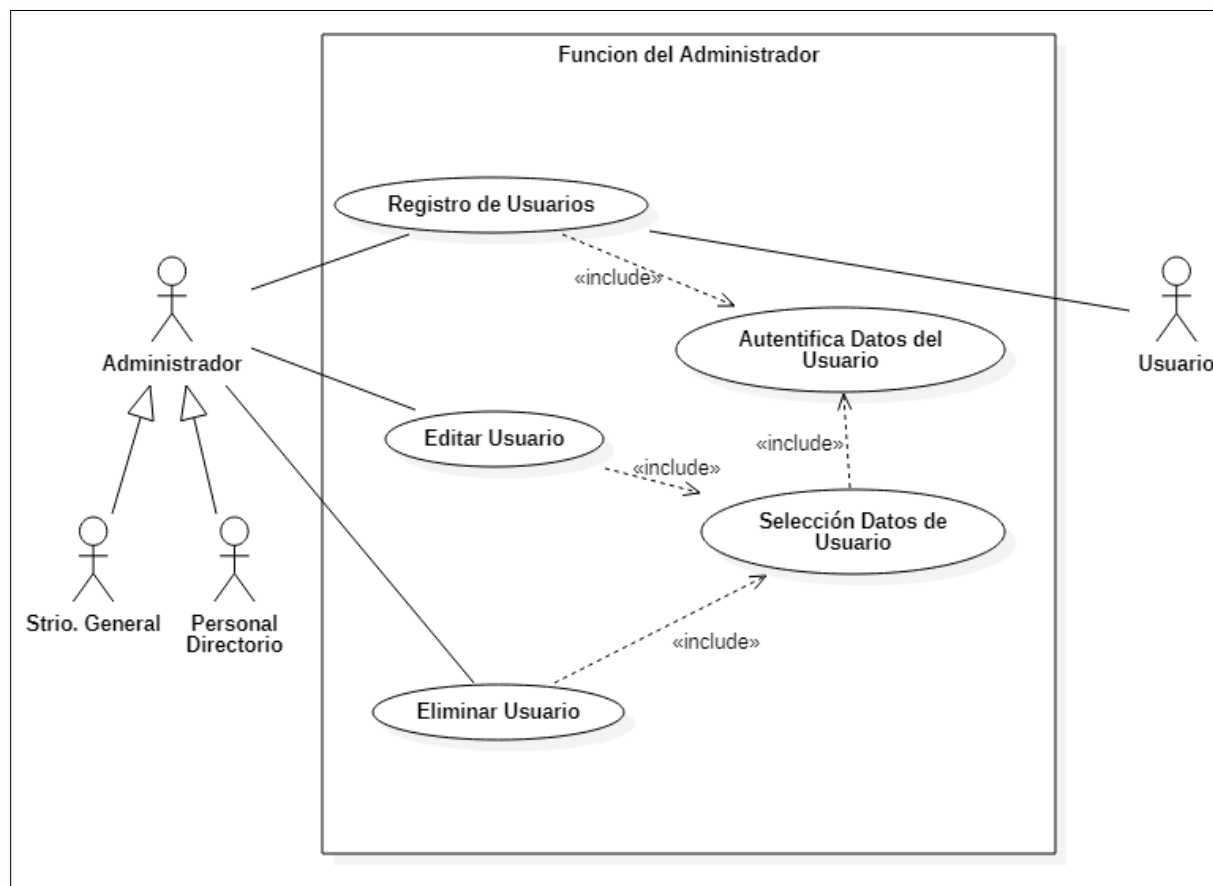 Funcion del Administrador
Registro de Usuarios
«include»
Administrador
Autentifica Datos del
Usuario
Usuario
Editar Usuario
«include»
«include»
Selección Datos de
Usuario
Strio. General
Personal
Directorio
«include»
Eliminar Usuario